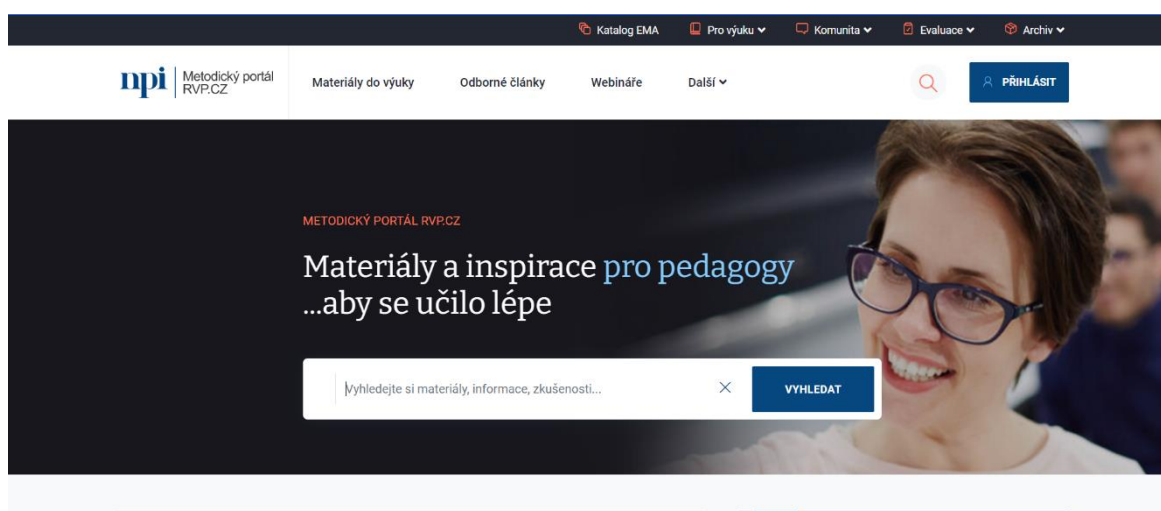 Katalog EMA Pro výuku Komunita Evaluace Archiv
npi Metodický portál
RVP.CZ
Materiály do výuky Odborné články Webináře Další
PŘIHLÁSIT
METODICKÝ PORTÁL RVP.CZ
Materiály a inspirace pro pedagogy
...aby se učilo lépe
Vyhledejte si materiály, informace, zkušenosti...
VYHLEDAT